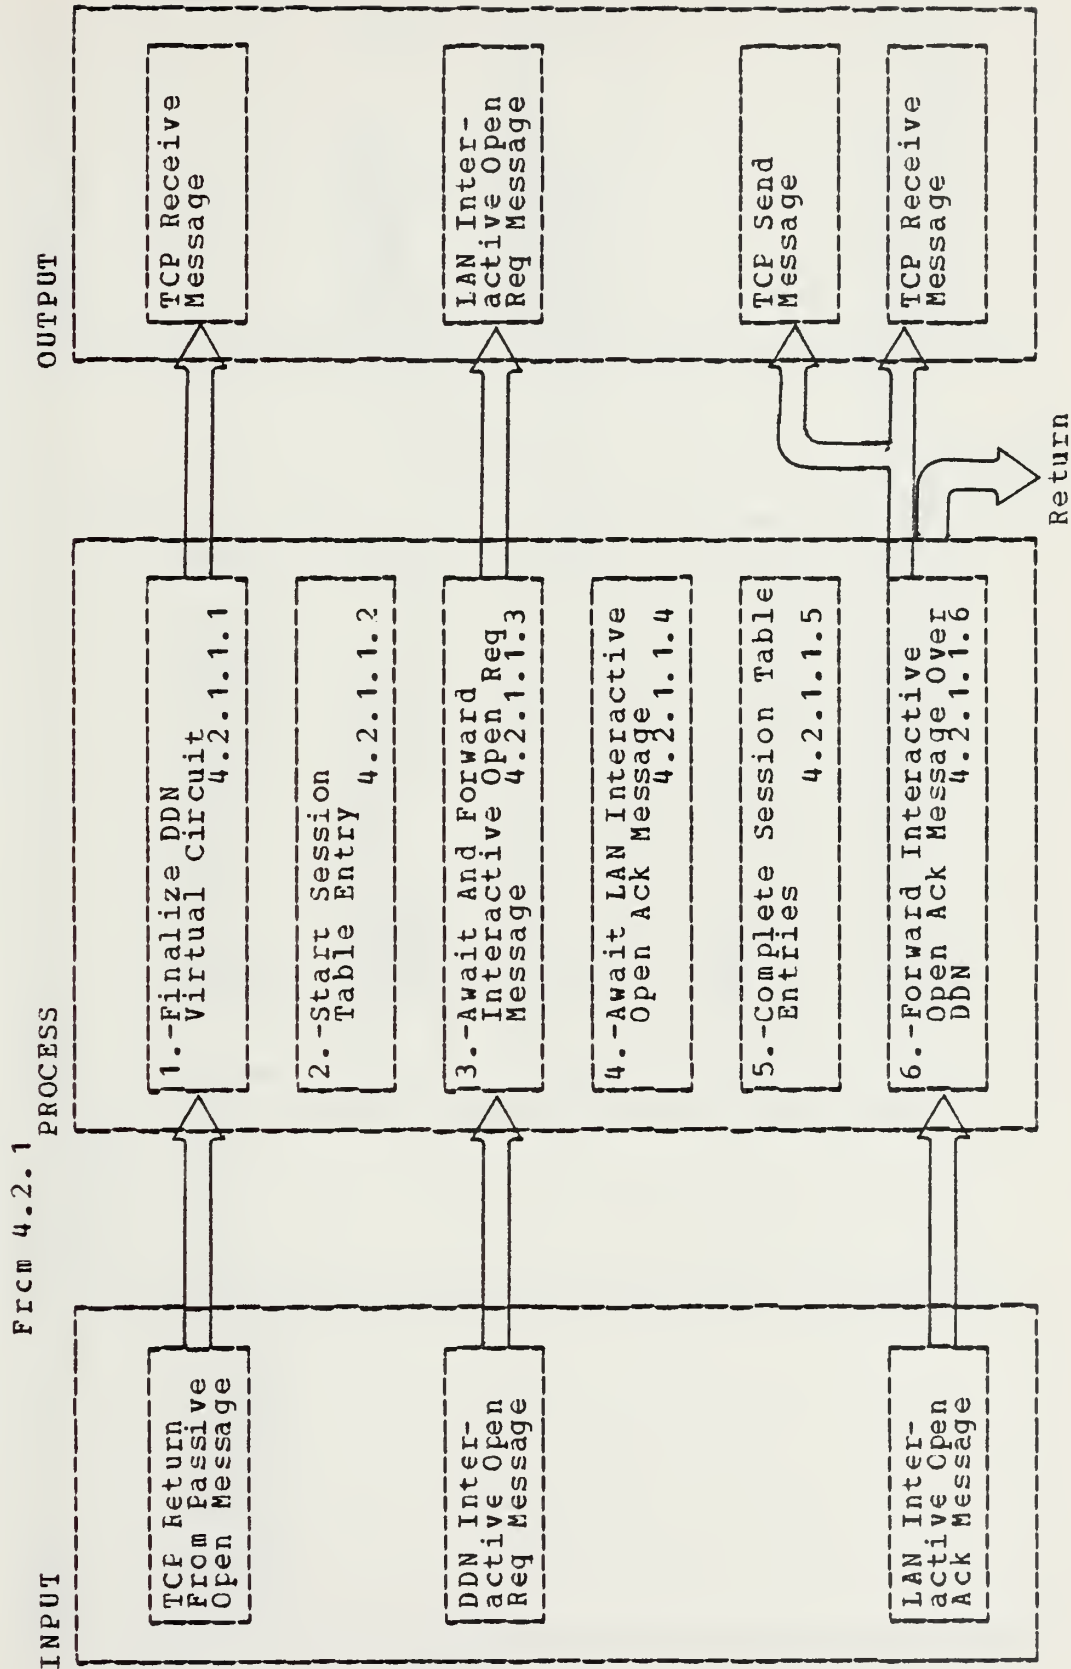 Frcm 4.2.1
INPUT
PROCESS
OUTPUT
TCP Return
From Passive
Open Message
1.-Finalize DDN
Virtual Circuit
4.2.1.1.1
TCP Receive
Message
2.-Start Session
Table Entry
4.2.1.1.2
DDN Inter-
active Open
Req Message
3.-Await And Forward
Interactive Open Req
Message
4.2.1.1.3
LAN Inter-
active Open
Req Message
4.-Await LAN Interactive
Open Ack Message
4.2.1.1.4
5.-Complete Session Table
Entries
4.2.1.1.5
TCP Send
Message
LAN Inter-
active Open
Ack Message
6.-Forward Interactive
Open Ack Message Over
DDN
4.2.1.1.6
TCP Receive
Message
Return